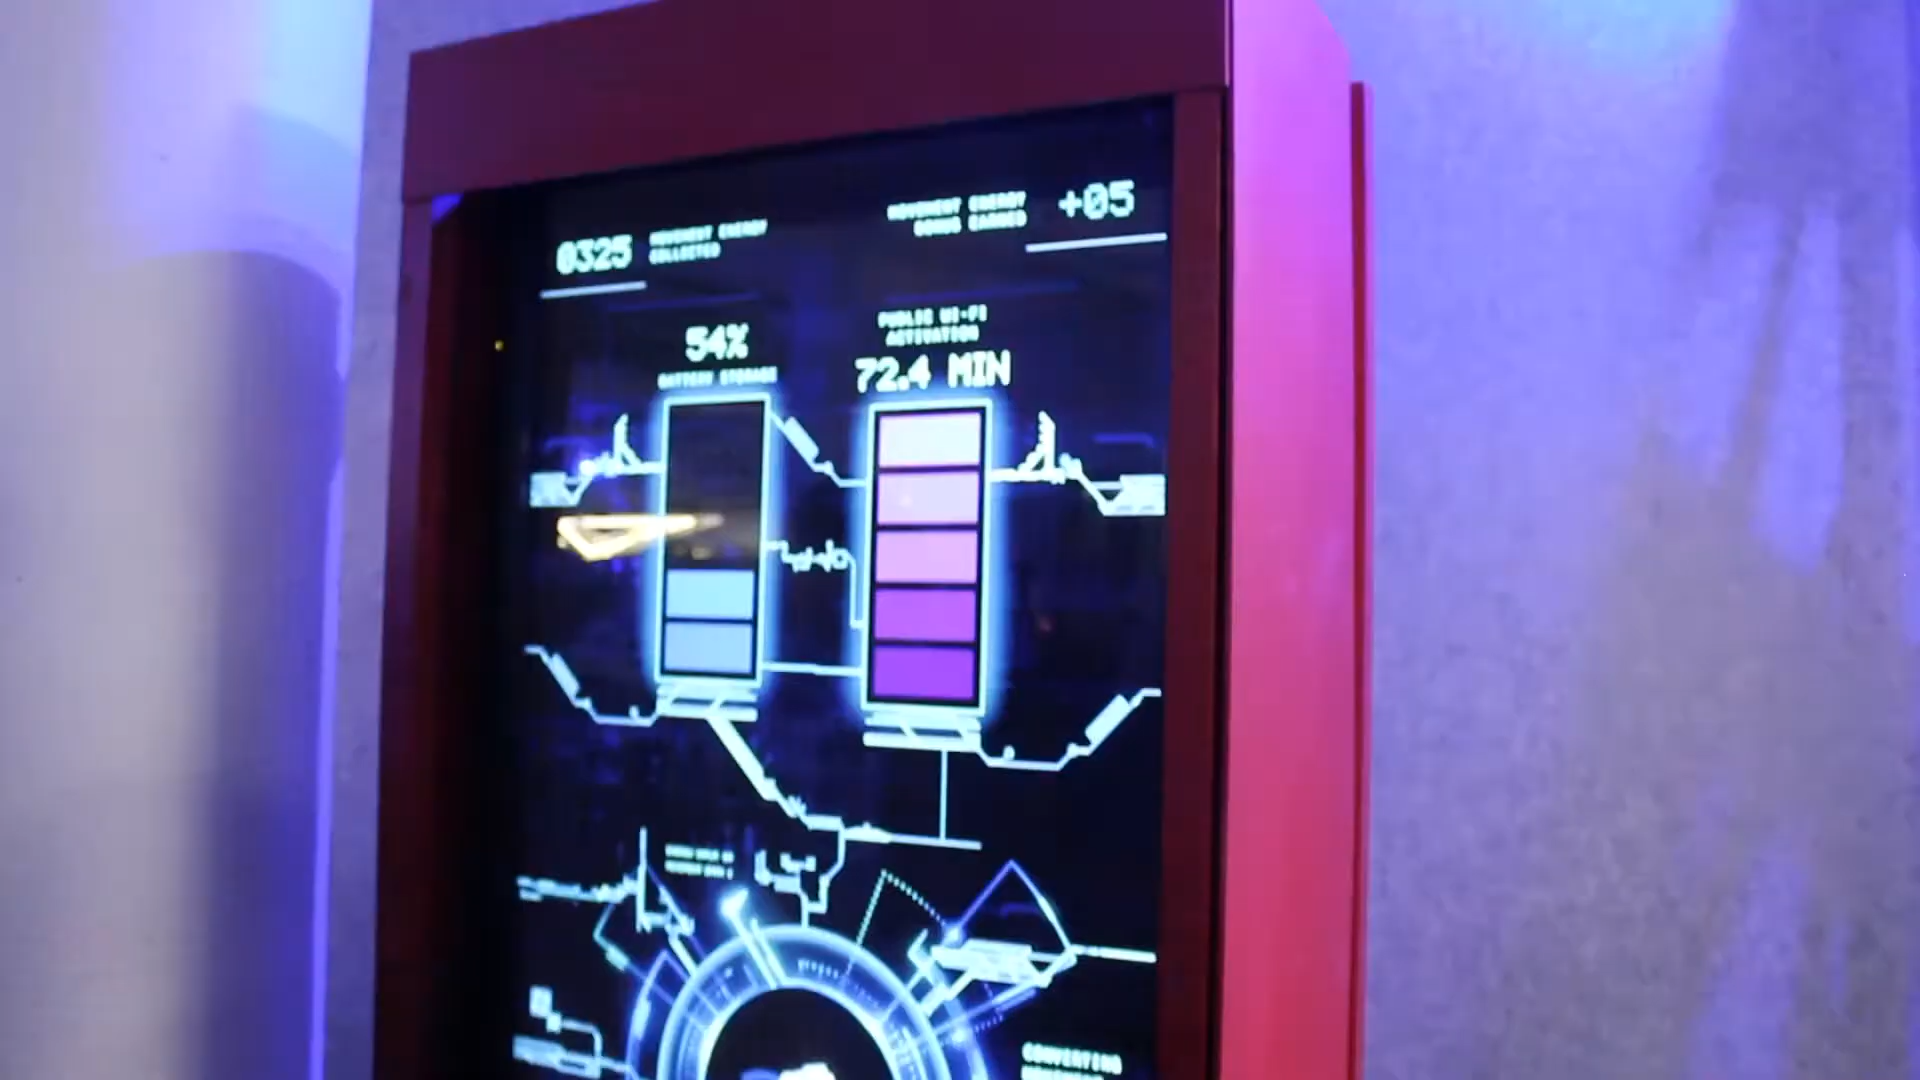 0325
MOVEMENT ENERGY
COLLECTED
MOVEMENT ENERGY
BONUS EARNED
+05
54%
BATTERY STORAGE
PUBLIC WI-FI
ACTIVATION
72.4 MIN
CONVERTING